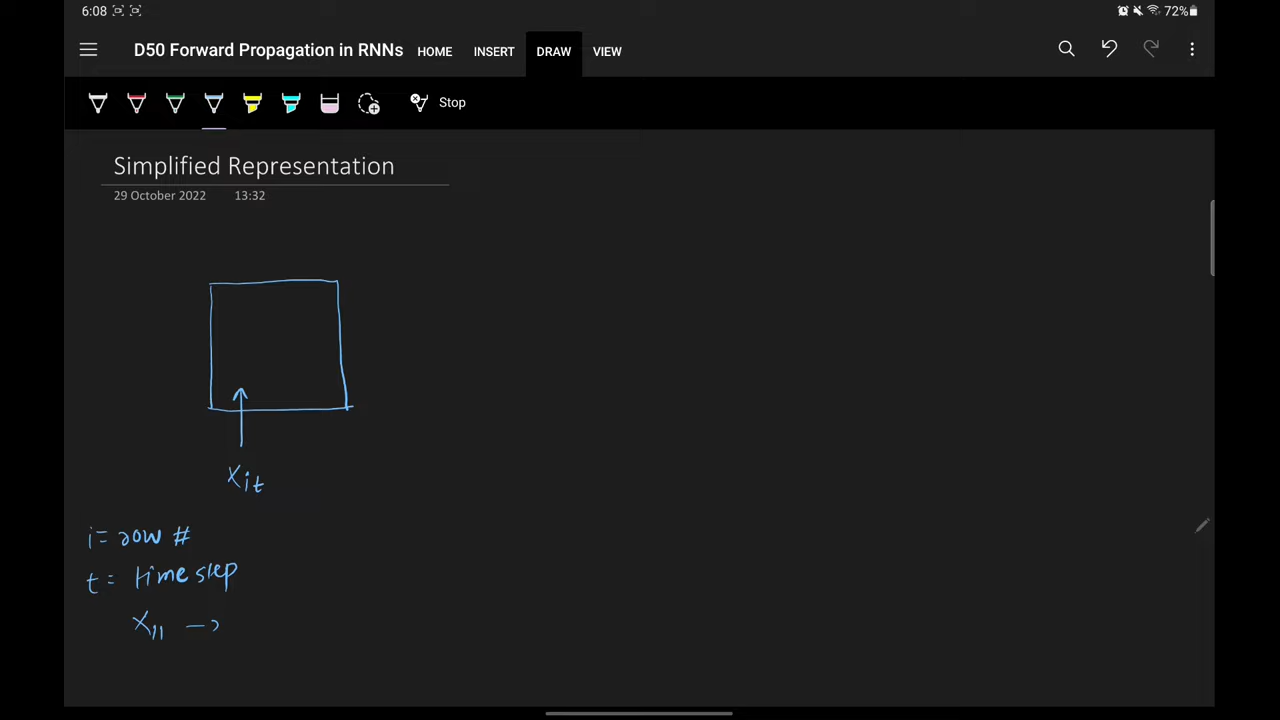 6:08 72%
D50 Forward Propagation in RNNs HOME INSERT DRAW VIEW
Stop
Simplified Representation
29 October 2022 13:32
xit
i= row #
t= time step
x11 →